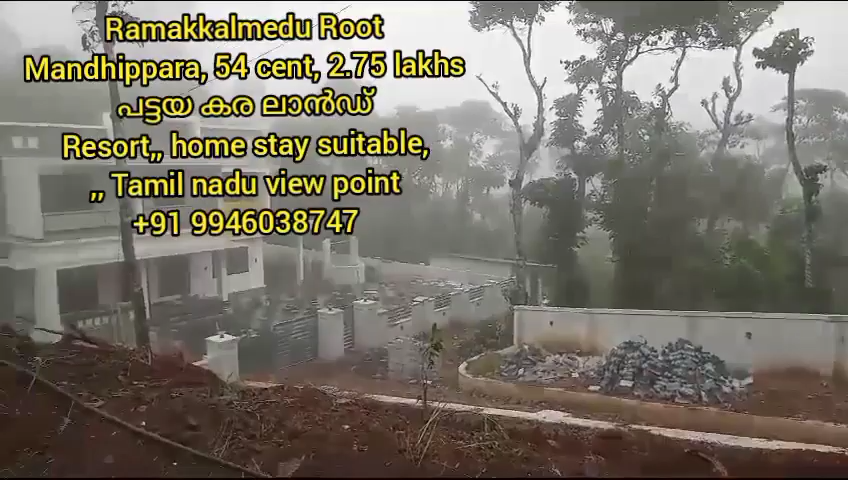 Ramakkalmedu Root
Mandhippara, 54 cent, 2.75 lakhs
പട്ടയ കര ലാൻഡ്
Resort,, home stay suitable,
,, Tamil nadu view point
+91 9946038747